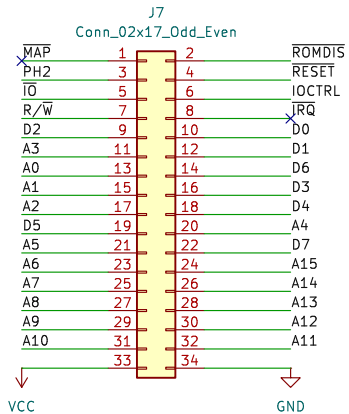 J7
Conn_02x17_Odd_Even
MAP 1 2 ROMDIS
PH2 3 4 RESET
IO 5 6 IOCTRL
R/W 7 8 IRQ
D2 9 10 D0
A3 11 12 D1
A0 13 14 D6
A1 15 16 D3
A2 17 18 D4
D5 19 20 A4
A5 21 22 D7
A6 23 24 A15
A7 25 26 A14
A8 27 28 A13
A9 29 30 A12
A10 31 32 A11
33 34
VCC GND